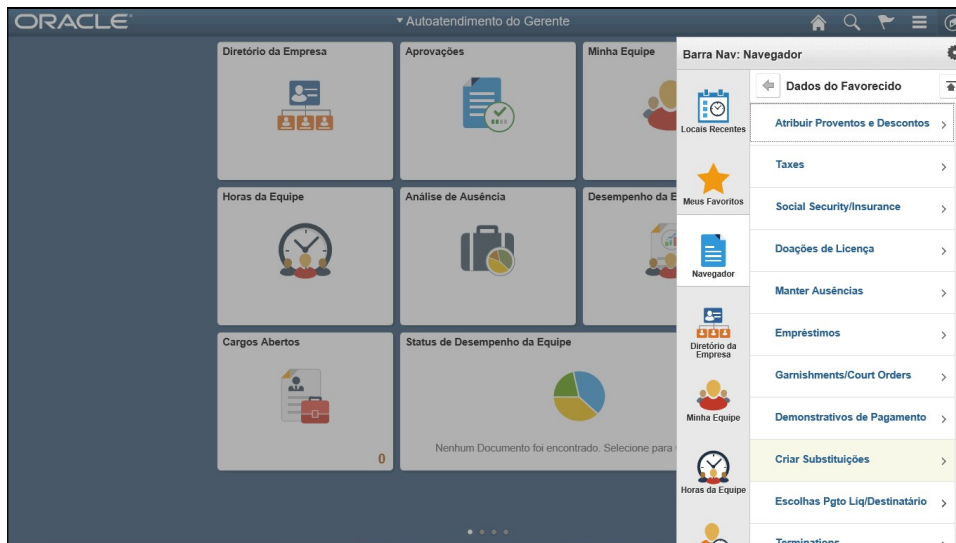 ORACLE
Autoatendimento do Gerente
Diretório da Empresa
Aprovações
Minha Equipe
Horas da Equipe
Análise de Ausência
Desempenho da E
Cargos Abertos
0
Status de Desempenho da Equipe
Nenhum Documento foi encontrado. Selecione para
Barra Nav: Navegador
Locais Recentes
Meus Favoritos
Navegador
Diretório da
Empresa
Minha Equipe
Horas da Equipe
Dados do Favorecido
Atribuir Proventos e Descontos
Taxes
Social Security/Insurance
Doações de Licença
Manter Ausências
Empréstimos
Garnishments/Court Orders
Demonstrativos de Pagamento
Criar Substituições
Escolhas Pgto Líq/Destinatário
Terminations